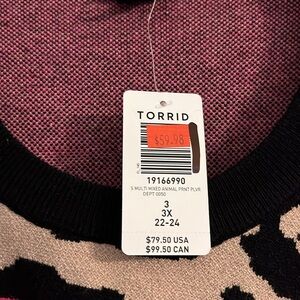 TORRID
$59.98
19166990
S MULTI MIXED ANIMAL PRNT PLVR
DEPT 0050
3
3X
22-24
$79.50 USA
$99.50 CAN